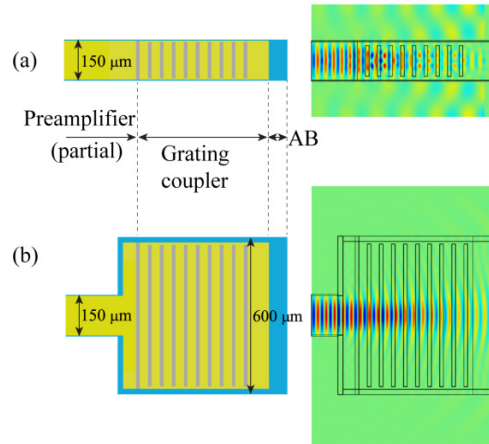 (a)
150 μm
Preamplifier
(partial)
Grating
coupler
AB
(b)
150 μm
600 μm